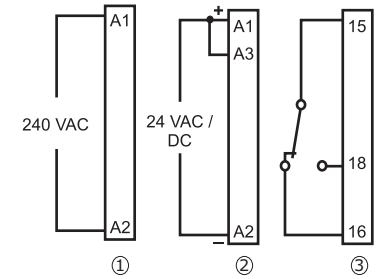 A1
240 VAC
A2
①
+
A1
A3
24 VAC /
DC
A2
–
②
15
18
16
③